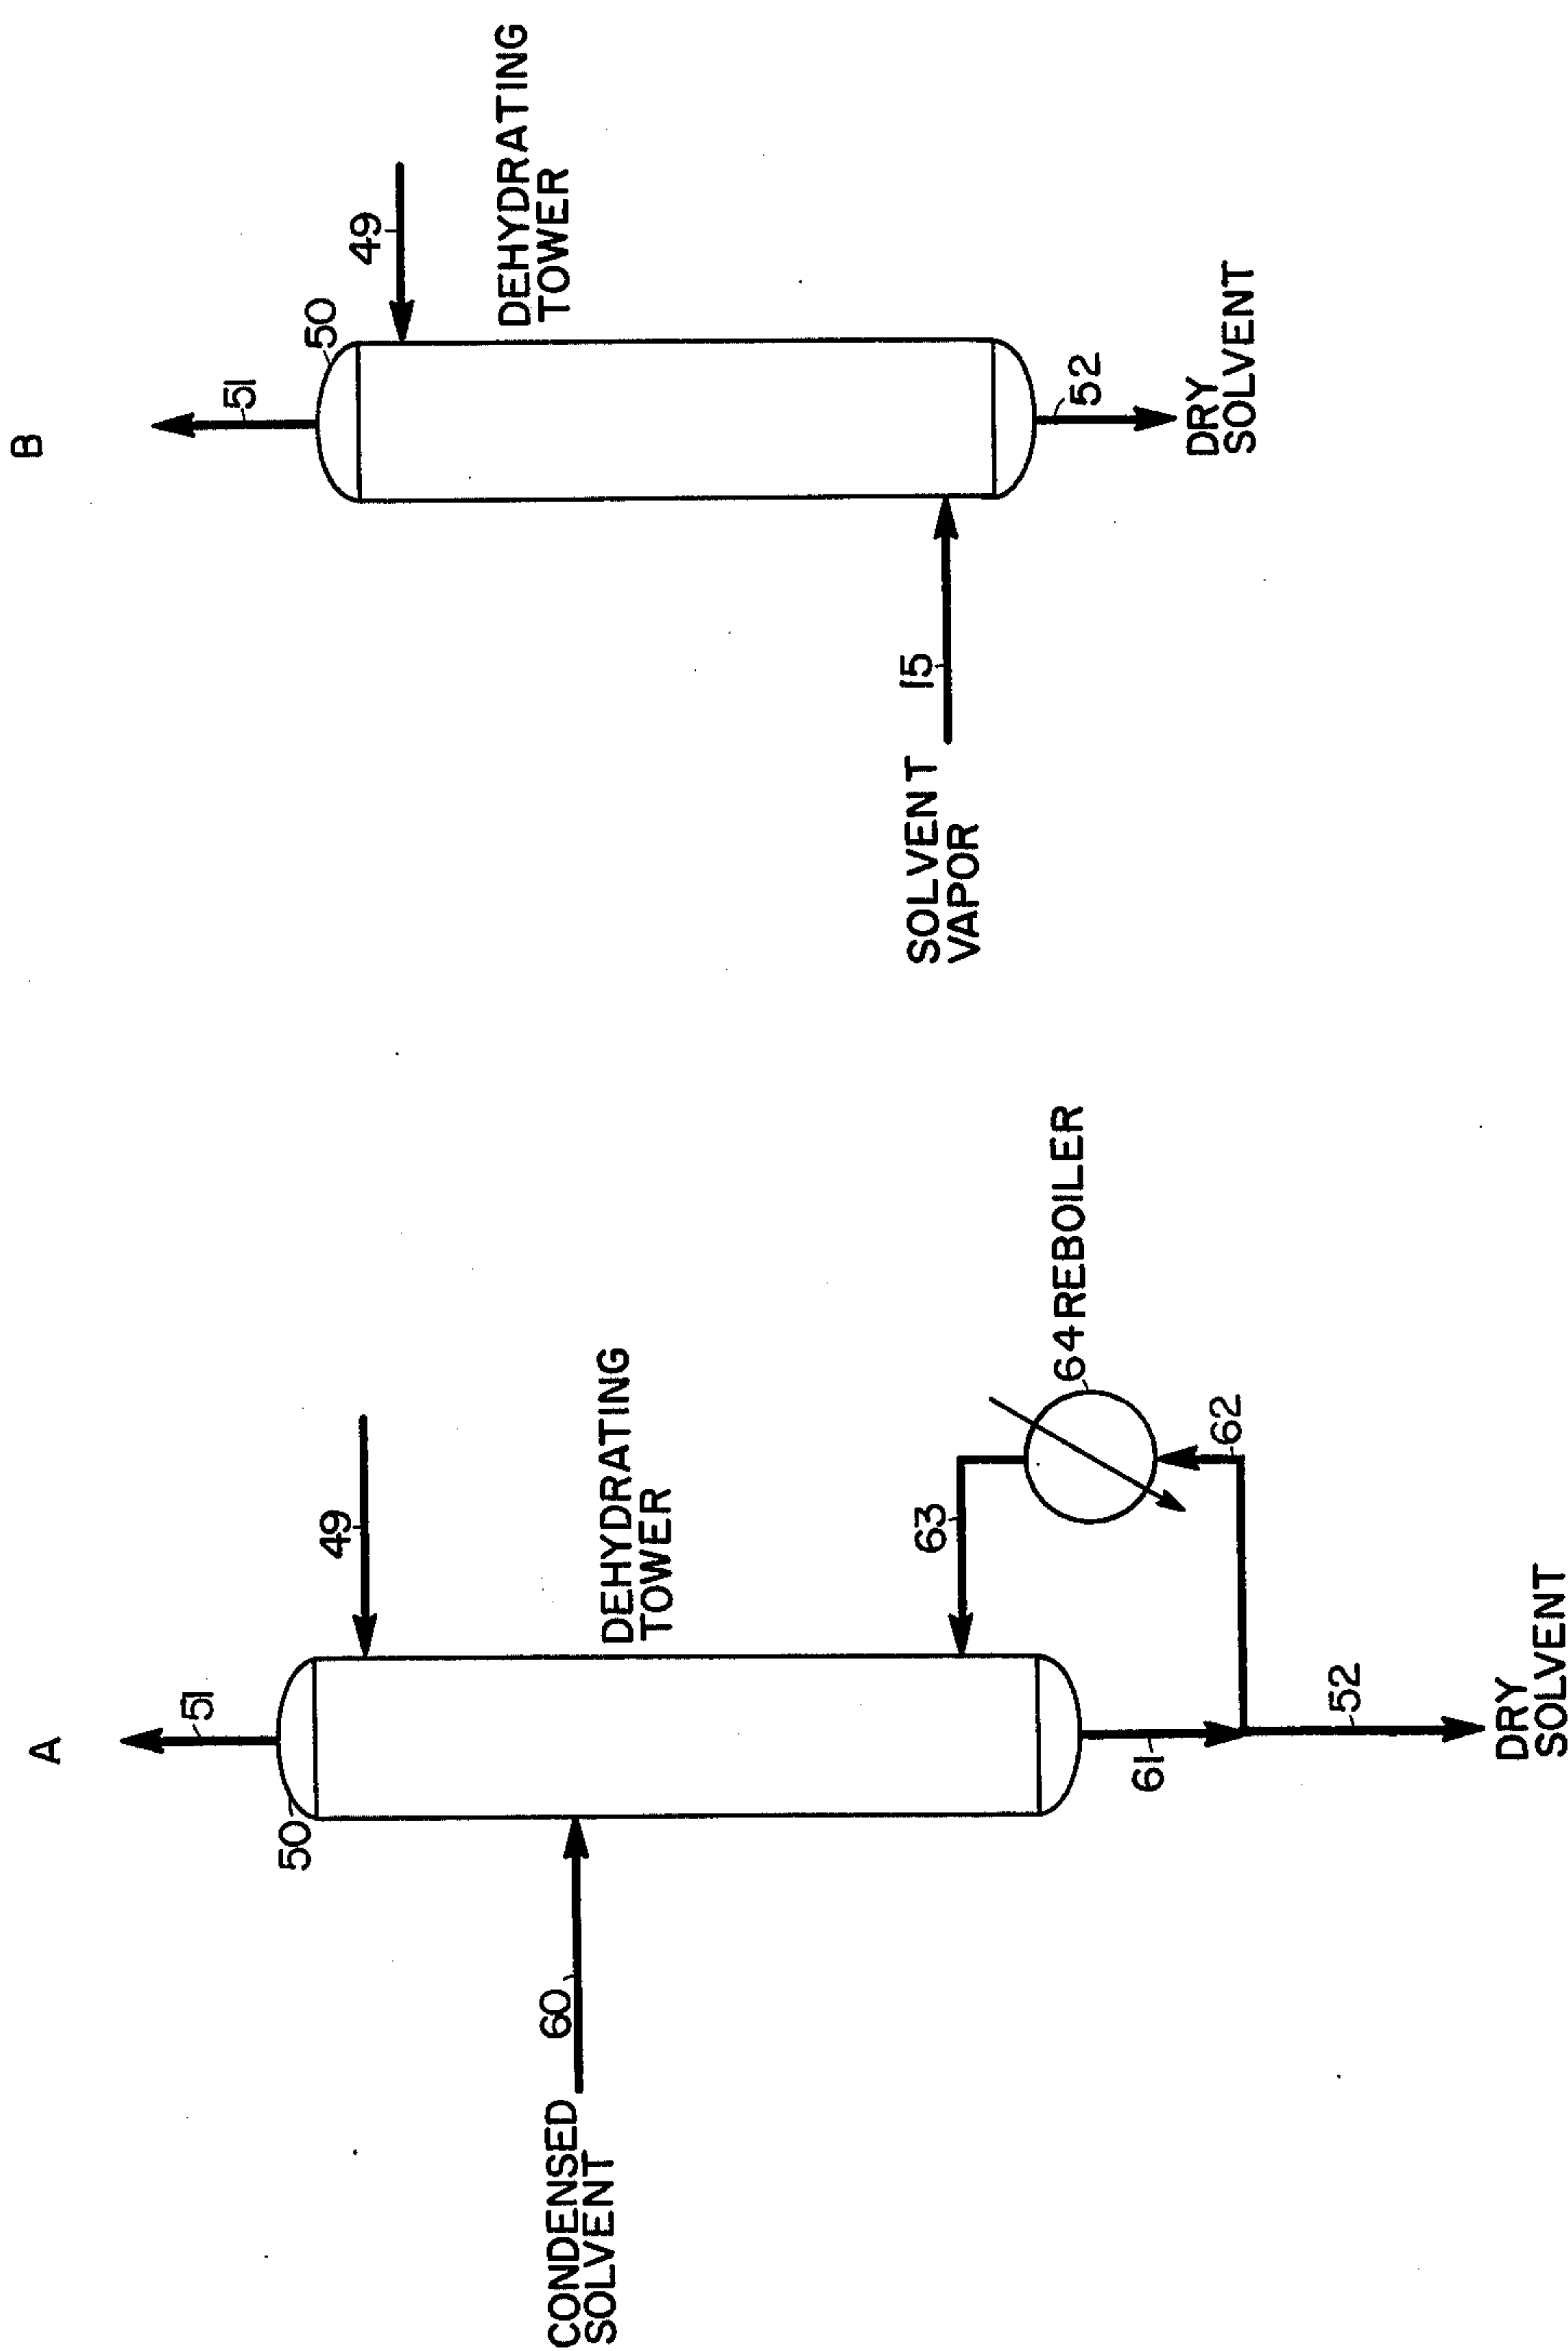 A
51
50
49
DEHYDRATING
TOWER
CONDENSED
SOLVENT
60
63
64 REBOILER
62
61
52
DRY
SOLVENT
B
51
50
49
DEHYDRATING
TOWER
SOLVENT
VAPOR
15
52
DRY
SOLVENT